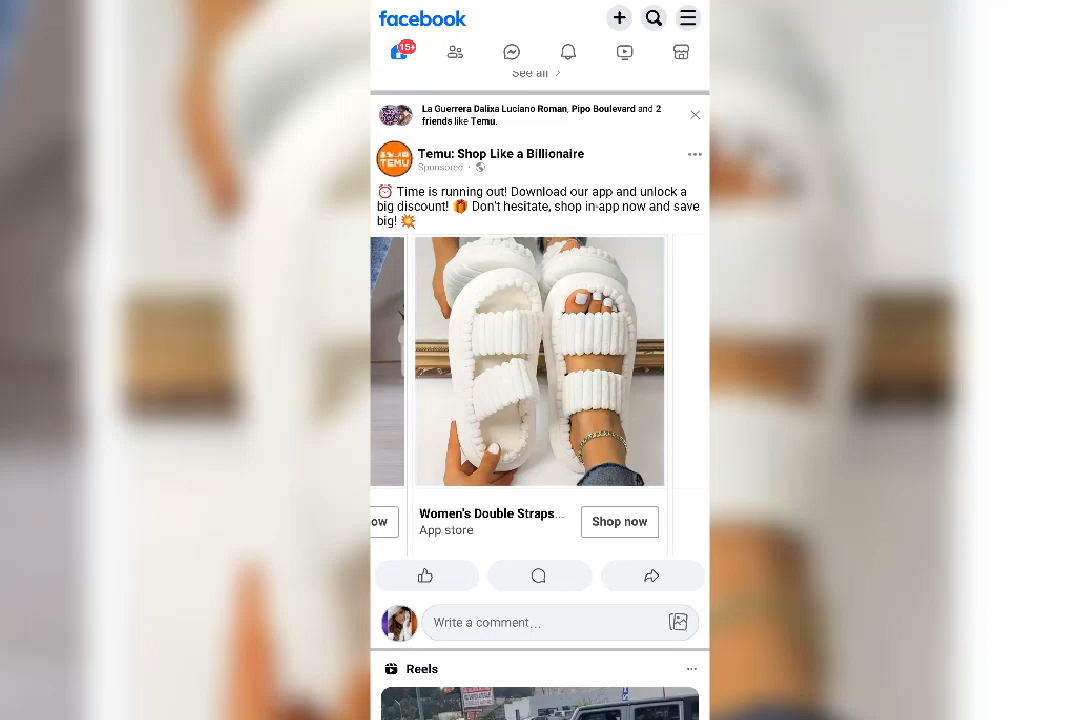 facebook
15+
See all
La Guerrera Daliixa Luciano Roman, Pipo Boulevard and 2
friends like Temu.
TEMU
Temu: Shop Like a Billionaire
Sponsored ·
⏰ Time is running out! Download our app and unlock a
big discount! 🎁 Don't hesitate, shop in-app now and save
big! 💥
ow
Women's Double Straps...
App store
Shop now
Write a comment...
Reels